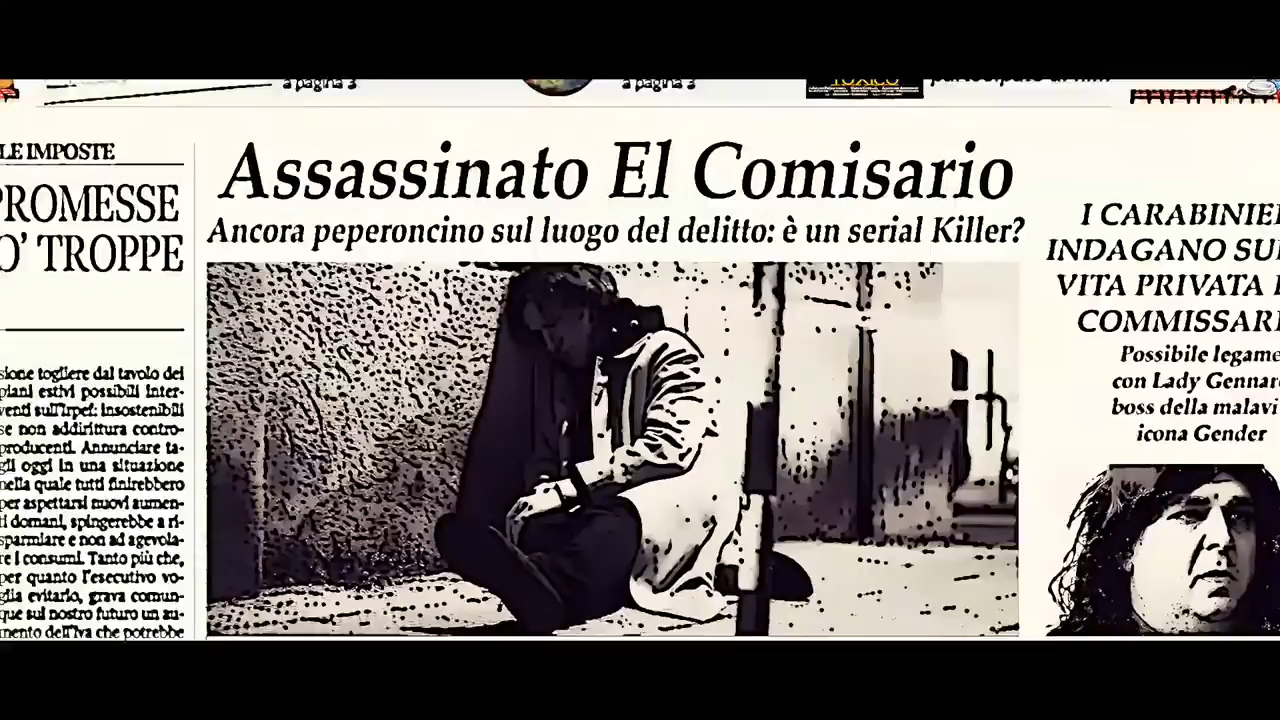 a pagina 3
a pagina 3
LE IMPOSTE
PROMESSE
O' TROPPE
sione togliere dal tavolo dei
piani estivi possibili inter-
venti sull'Irpef: insostenibili
se non addirittura contro-
producenti. Annunciare ta-
gli oggi in una situazione
nella quale tutti finirebbero
per aspettarsi nuovi aumen-
ti domani, spingerebbe a ri-
sparmiare e non ad agevola-
re i consumi. Tanto più che,
per quanto l'esecutivo vo-
glia evitarlo, grava comun-
que sul nostro futuro un au-
mento dell'Iva che potrebbe
Assassinato El Comisario
Ancora peperoncino sul luogo del delitto: è un serial Killer?
I CARABINIE
INDAGANO SU
VITA PRIVATA
COMMISSARI
Possibile legame
con Lady Gennar
boss della malavi
icona Gender